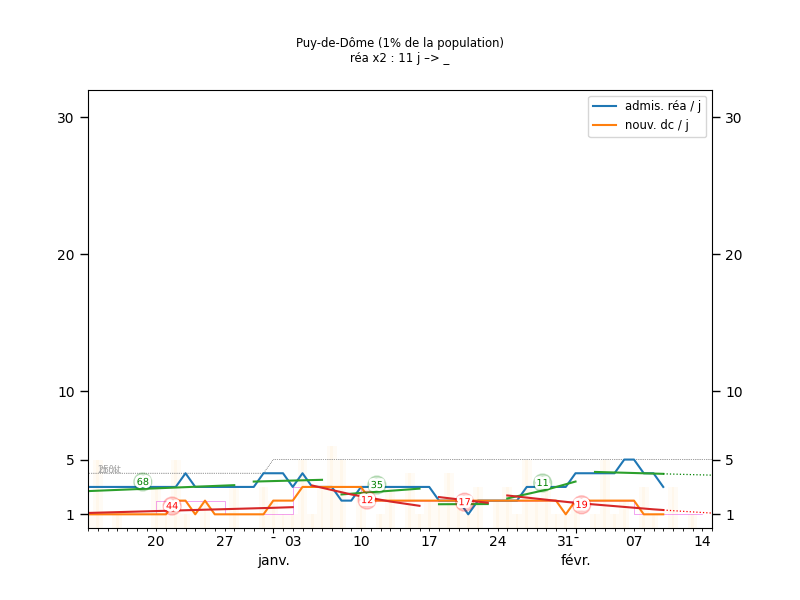 Puy-de-Dôme (1% de la population)
réa x2 : 11 j –> _
admis. réa / j
nouv. dc / j
30 30
20 20
10 10
5 5
1 1
68
44
35
12
17
11
19
20 27 - 03 10 17 24 31- 07 14
janv. févr.